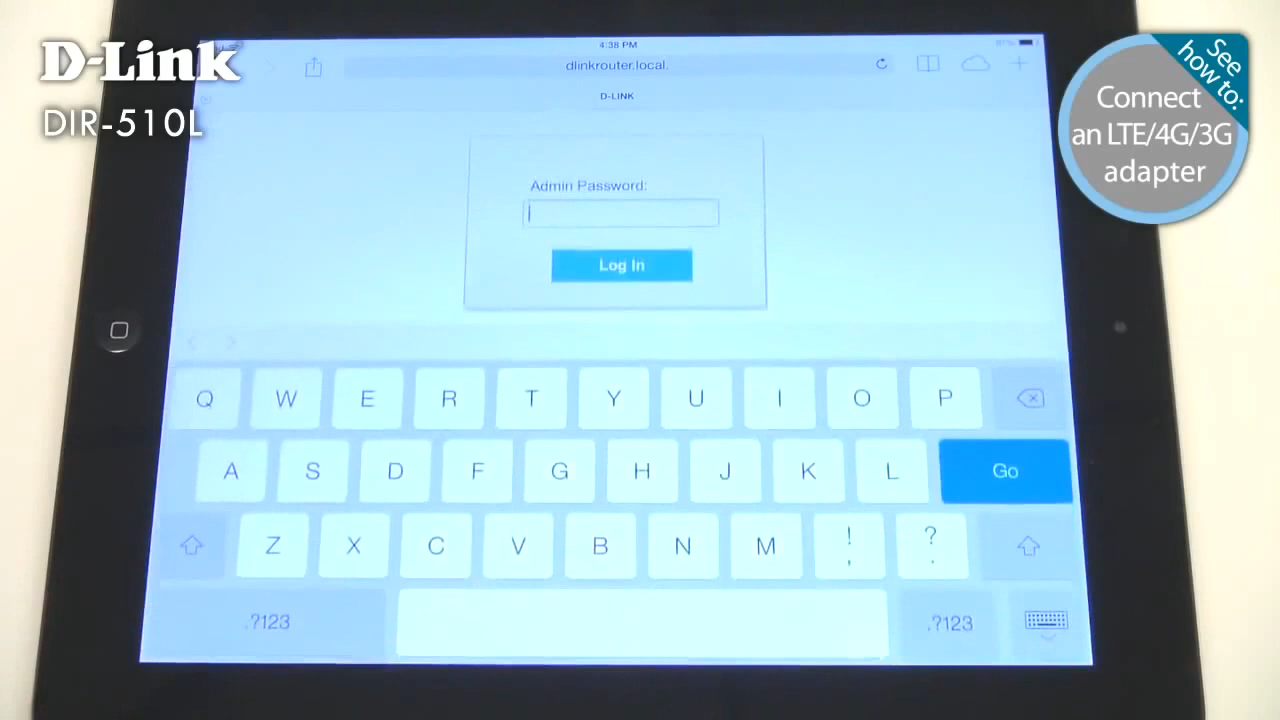 D-Link
DIR-510L
4:38 PM
dlinkrouter.local.
D-LINK
See how to:
Connect
an LTE/4G/3G
adapter
Admin Password:
Log In
Q W E R T Y U I O P
A S D F G H J K L Go
Z X C V B N M ! , ? .
.?123 .?123